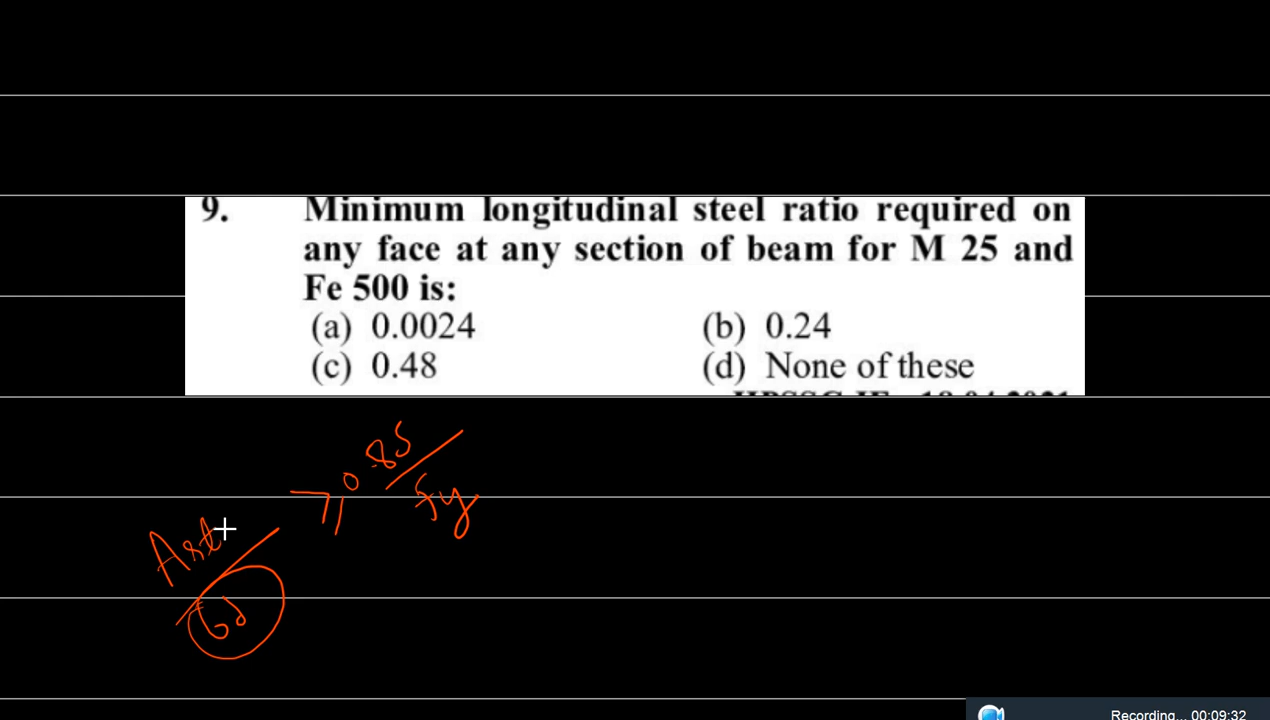 9. Minimum longitudinal steel ratio required on
any face at any section of beam for M 25 and
Fe 500 is:
(a) 0.0024 (b) 0.24
(c) 0.48 (d) None of these
Ast / bd ≥ 0.85 / Fy
Recording... 00:09:32